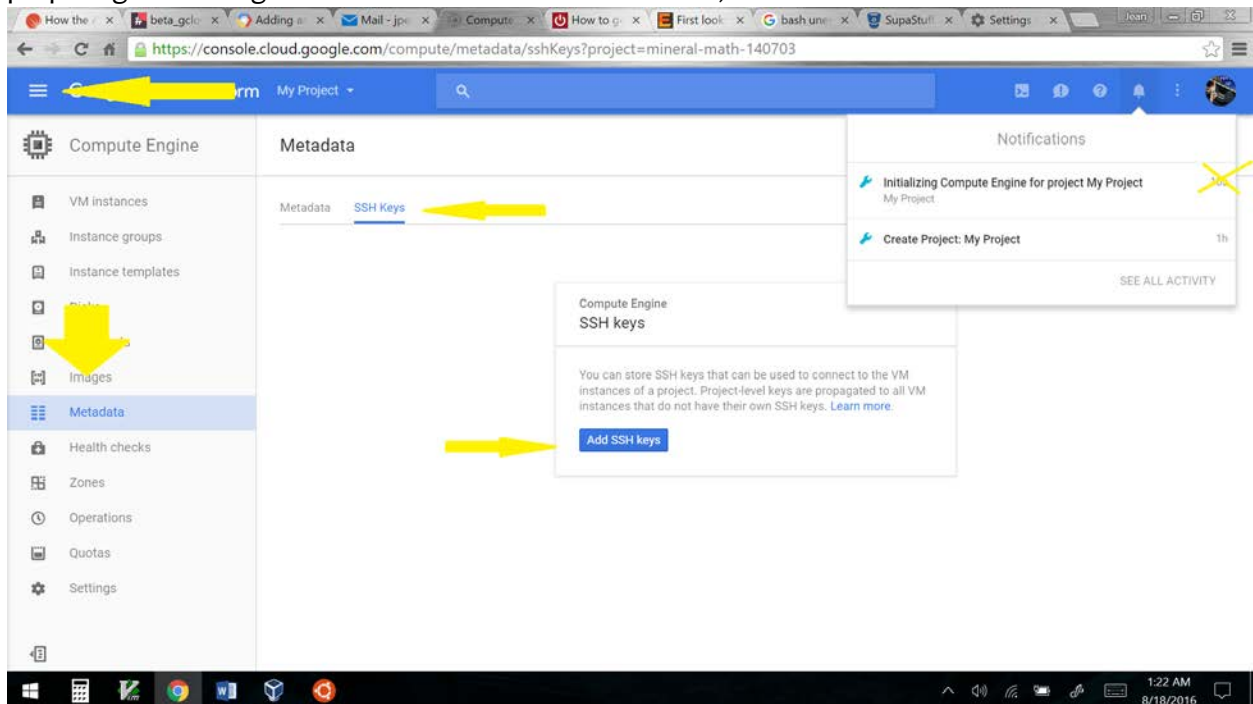 How the
beta_gclo
Adding a
Mail - jpe
Compute
How to g
First look
bash une
SupaStuf
Settings
Joan
https://console.cloud.google.com/compute/metadata/sshKeys?project=mineral-math-140703
rm My Project
Compute Engine
Metadata
Notifications
Initializing Compute Engine for project My Project
My Project
Create Project: My Project 1h
SEE ALL ACTIVITY
VM instances
Instance groups
Instance templates
Images
Metadata
Health checks
Zones
Operations
Quotas
Settings
Metadata SSH Keys
Compute Engine
SSH keys
You can store SSH keys that can be used to connect to the VM
instances of a project. Project-level keys are propagated to all VM
instances that do not have their own SSH keys. Learn more.
Add SSH keys
1:22 AM
8/18/2016